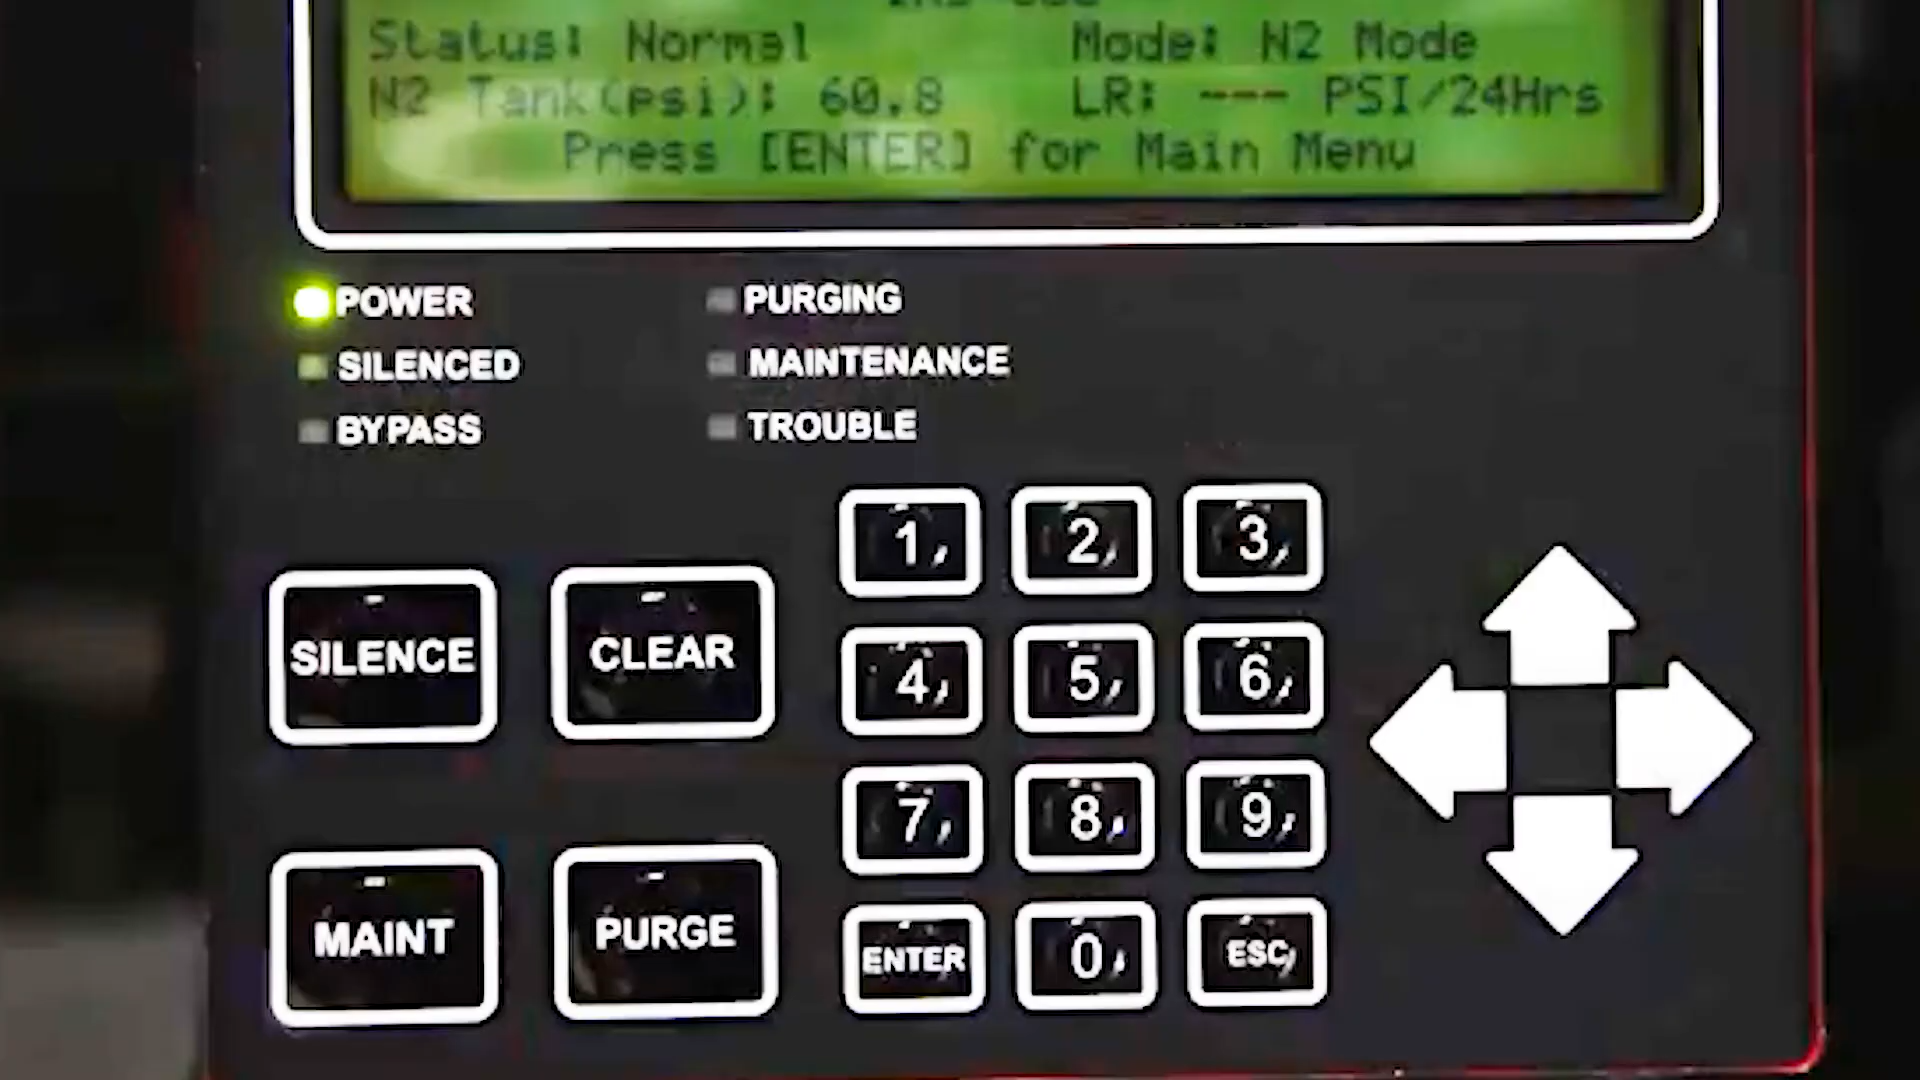 Status: Normal Mode: N2 Mode
N2 Tank(psi): 60.8 LR: --- PSI/24Hrs
Press [ENTER] for Main Menu
POWER PURGING
SILENCED MAINTENANCE
BYPASS TROUBLE
1 2 3
SILENCE CLEAR
4 5 6
7 8 9
MAINT PURGE
ENTER 0 ESC